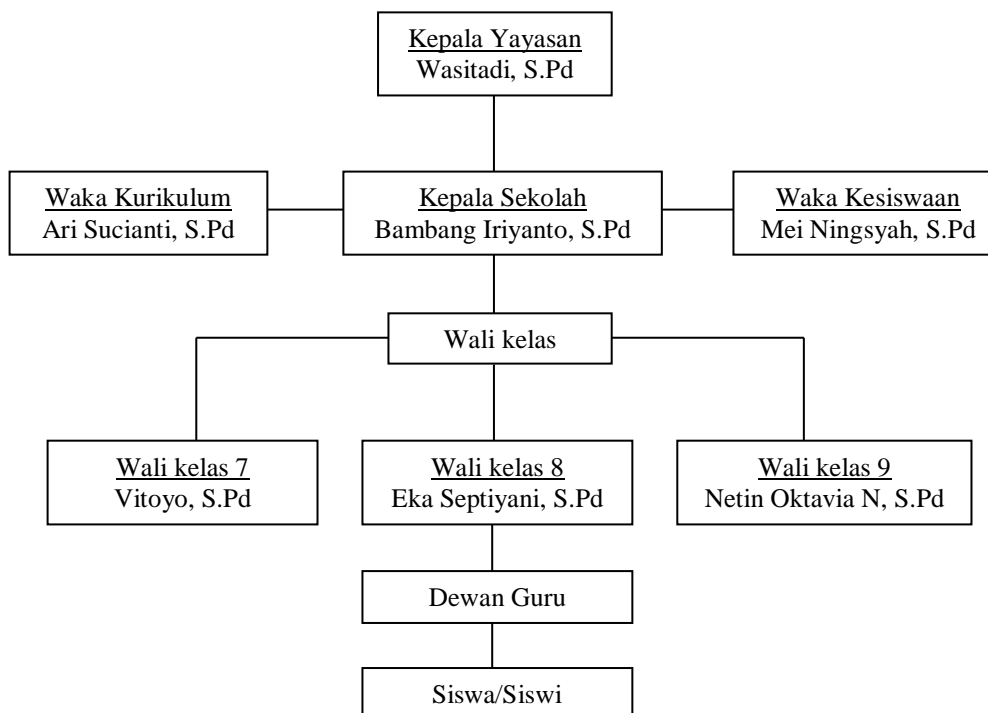 Kepala Yayasan
Wasitadi, S.Pd
Waka Kurikulum
Ari Sucianti, S.Pd
Kepala Sekolah
Bambang Iriyanto, S.Pd
Waka Kesiswaan
Mei Ningsyah, S.Pd
Wali kelas
Wali kelas 7
Vitoyo, S.Pd
Wali kelas 8
Eka Septiyani, S.Pd
Wali kelas 9
Netin Oktavia N, S.Pd
Dewan Guru
Siswa/Siswi